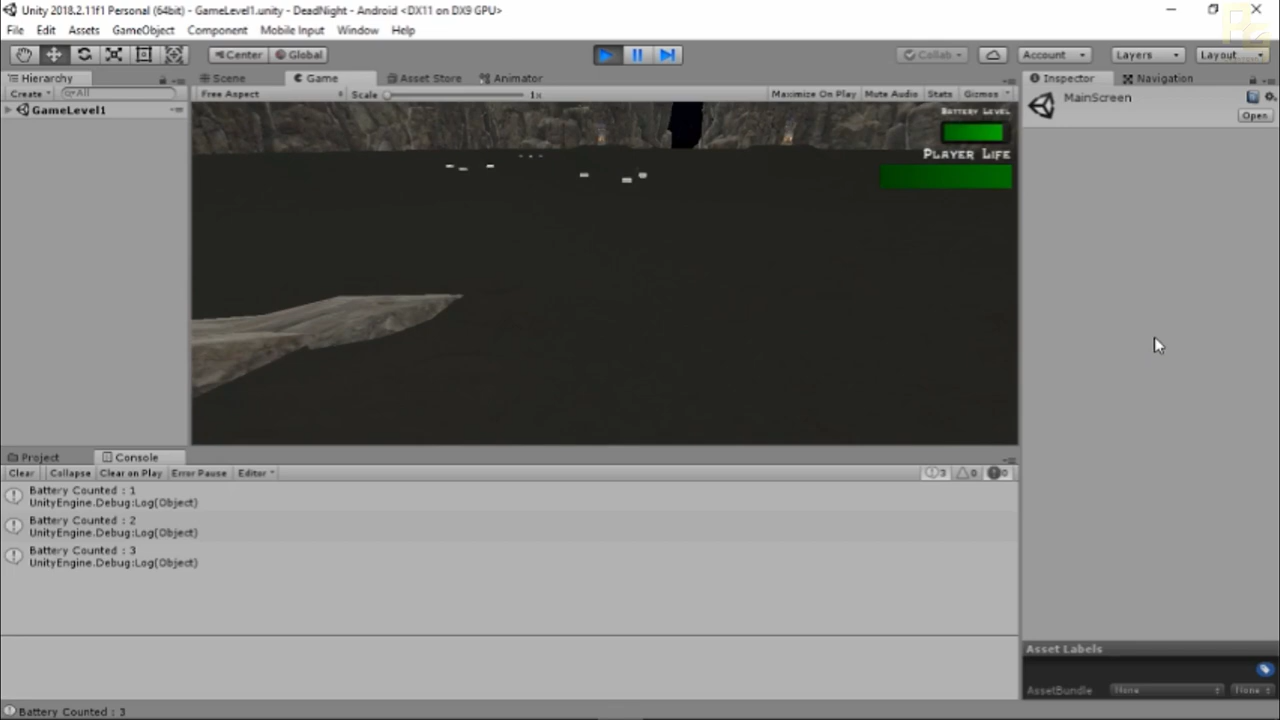 Unity 2018.2.11f1 Personal (64bit) - GameLevel1.unity - DeadNight - Android <DX11 on DX9 GPU>
File Edit Assets GameObject Component Mobile Input Window Help
Center Global Collab Account Layers Layout
Hierarchy Scene Game Asset Store Animator Inspector Navigation
Create All Free Aspect Scale 1x Maximize On Play Mute Audio Stats Gizmos
MainScreen
Open
GameLevel1
Battery Level
Player Life
Project Console
Clear Collapse Clear on Play Error Pause Editor 3 0 0
Battery Counted : 1
UnityEngine.Debug:Log(Object)
Battery Counted : 2
UnityEngine.Debug:Log(Object)
Battery Counted : 3
UnityEngine.Debug:Log(Object)
Asset Labels
AssetBundle None None
Battery Counted : 3